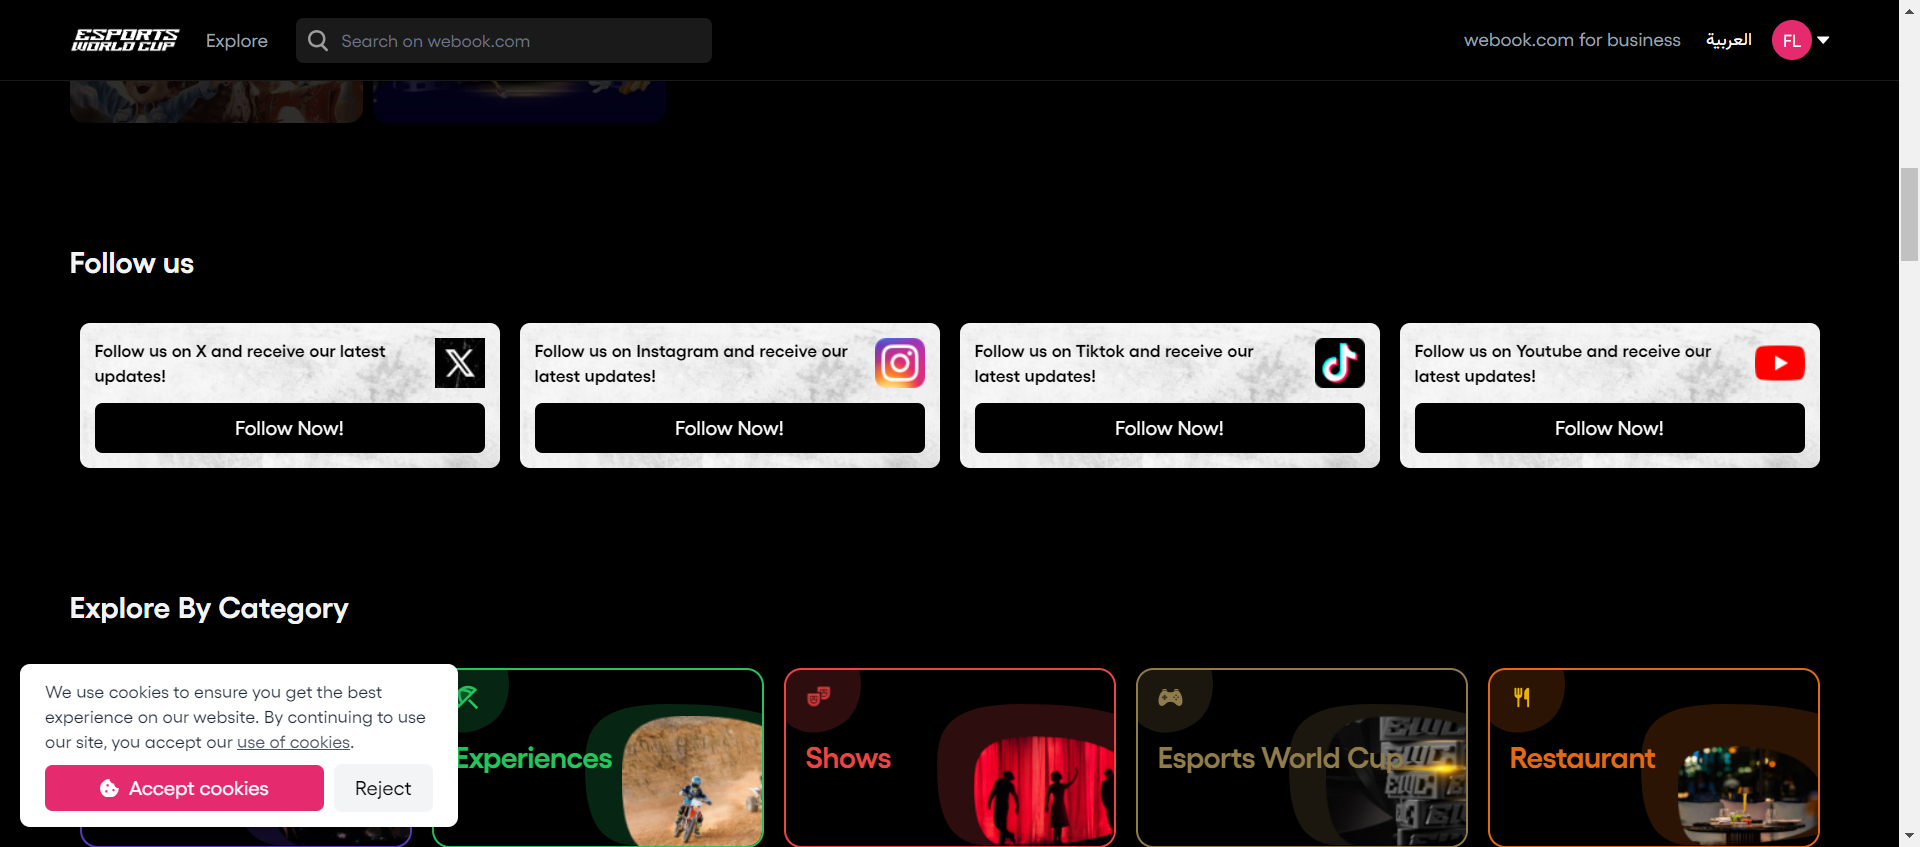 ESPORTS
WORLD CUP
Explore
Search on webook.com
webook.com for business
العربية
FL
Follow us
Follow us on X and receive our latest
updates!
Follow Now!
Follow us on Instagram and receive our
latest updates!
Follow Now!
Follow us on Tiktok and receive our
latest updates!
Follow Now!
Follow us on Youtube and receive our
latest updates!
Follow Now!
Explore By Category
We use cookies to ensure you get the best
experience on our website. By continuing to use
our site, you accept our use of cookies.
Accept cookies
Reject
Experiences
Shows
Esports World Cup
Restaurant